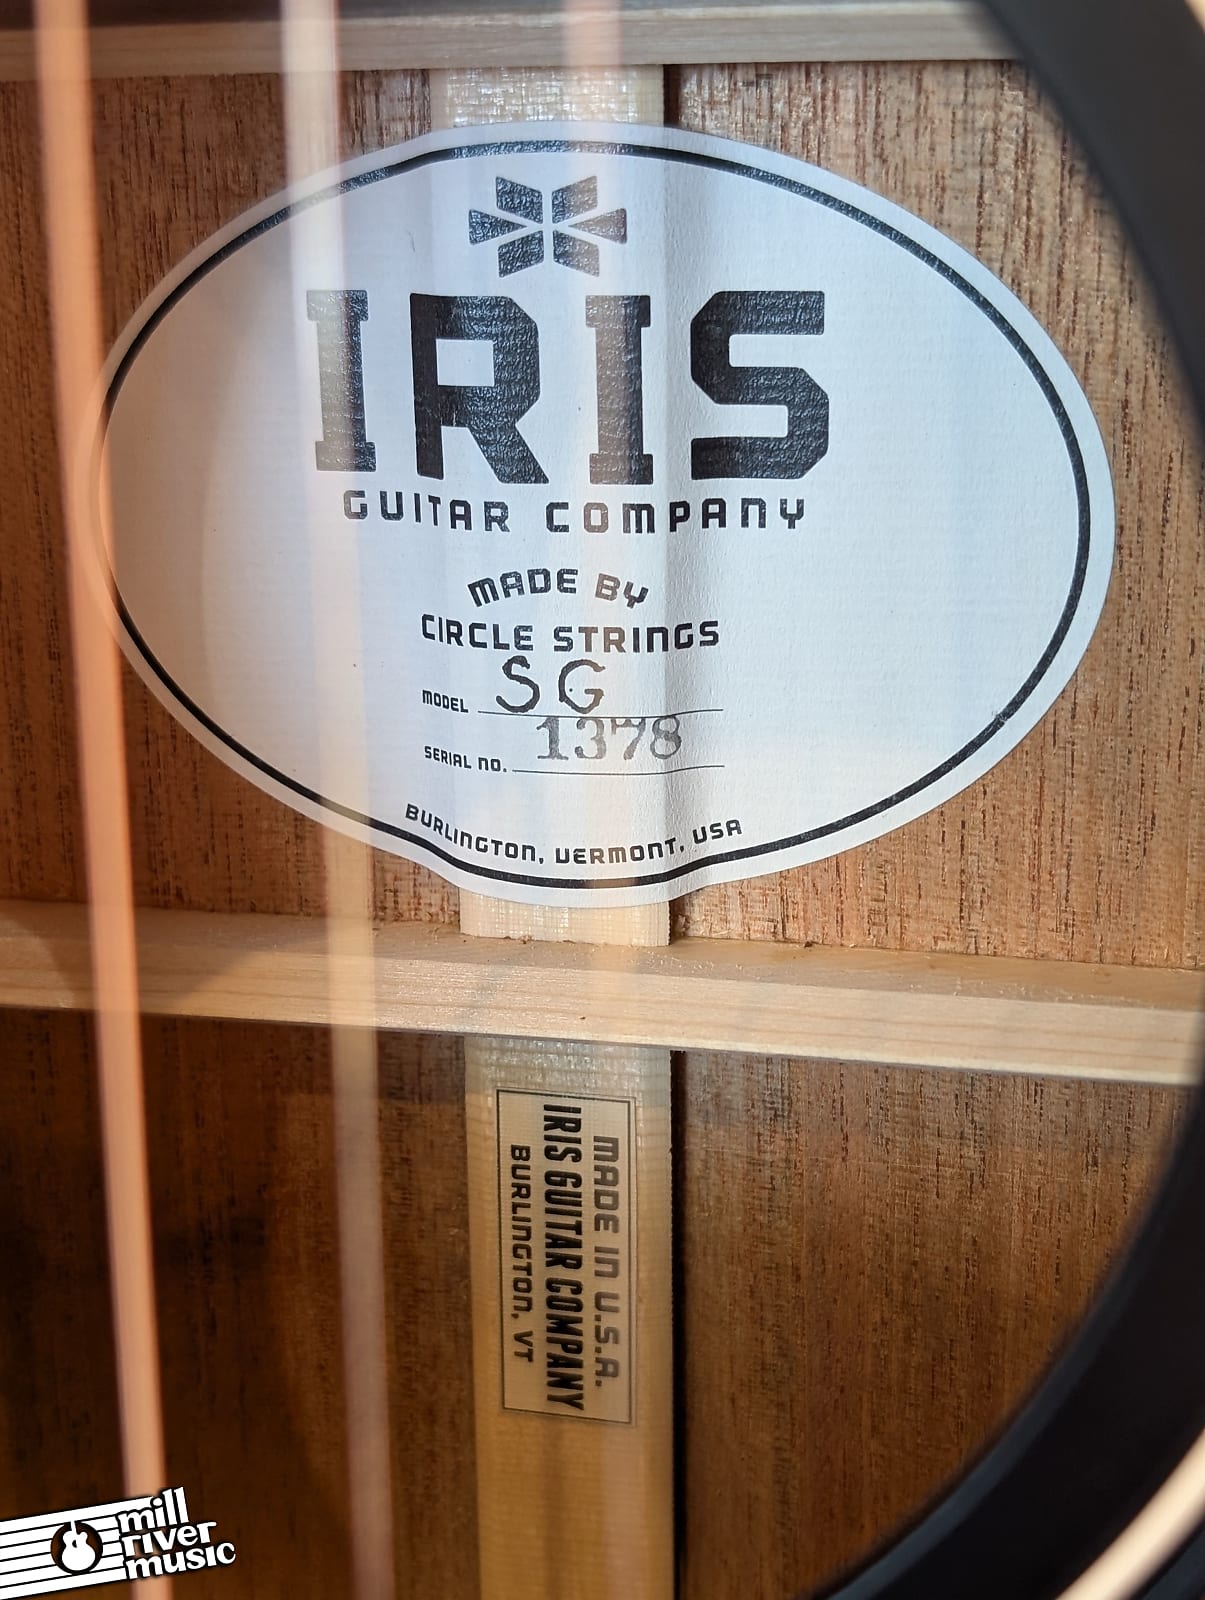 IRIS
GUITAR COMPANY
MADE BY
CIRCLE STRINGS
MODEL SG
SERIAL NO. 1378
BURLINGTON, VERMONT, USA
MADE IN U.S.A.
IRIS GUITAR COMPANY
BURLINGTON, VT
mill
river
music